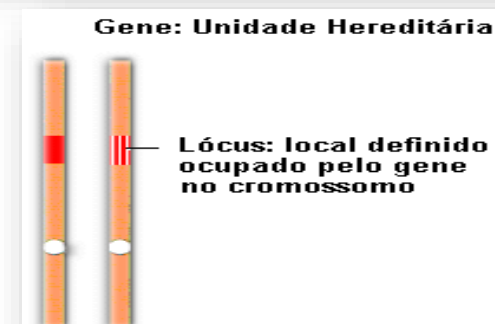 Gene: Unidade Hereditária
Lócus: local definido
ocupado pelo gene
no cromossomo